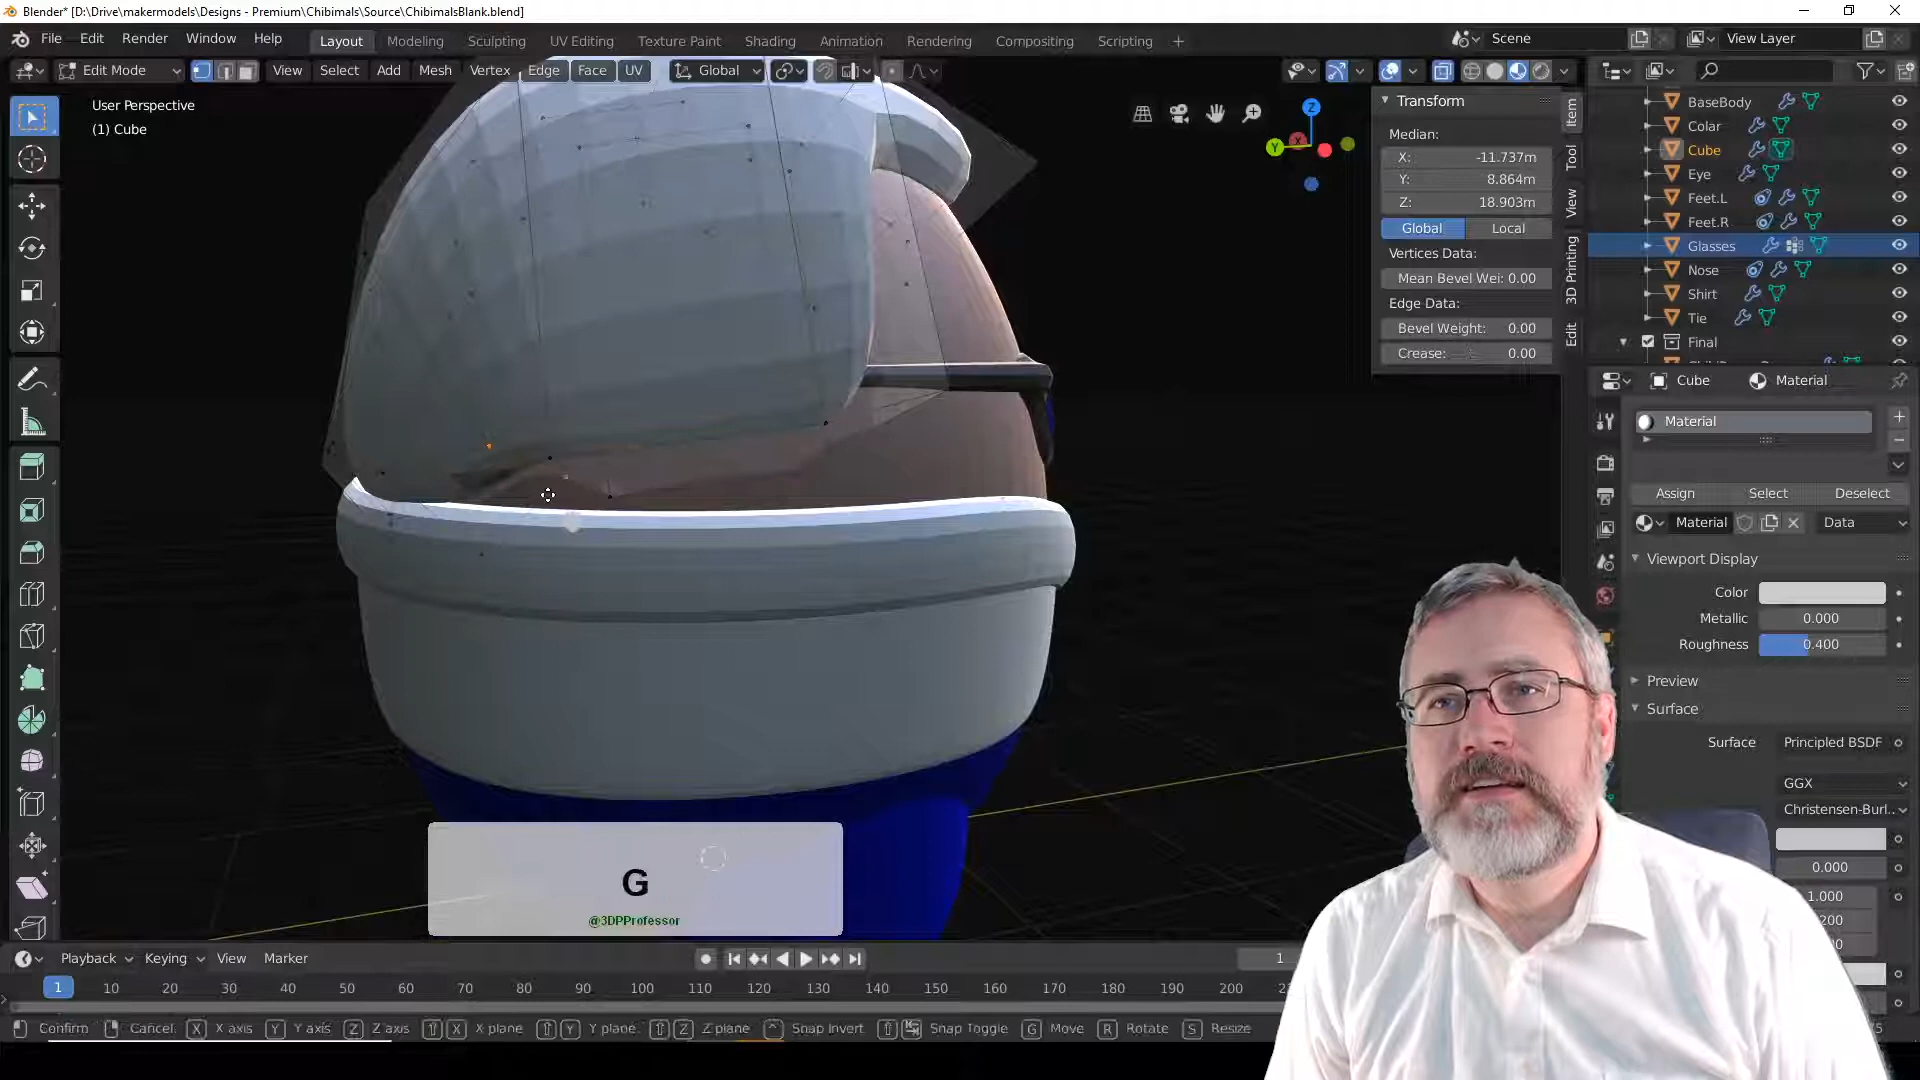 Blender* [D:\Drive\makermodels\Designs - Premium\Chibimals\Source\ChibimalsBlank.blend]
File Edit Render Window Help Layout Modeling Sculpting UV Editing Texture Paint Shading Animation Rendering Compositing Scripting + Scene View Layer
Edit Mode View Select Add Mesh Vertex Edge Face UV Global
User Perspective
(1) Cube
Z
Y
X
Transform
Median:
X: -11.737m
Y: 8.864m
Z: 18.903m
Global Local
Vertices Data:
Mean Bevel Wei: 0.00
Edge Data:
Bevel Weight: 0.00
Crease: 0.00
Item
Tool
View
3D Printing
Edit
BaseBody
Colar
Cube
Eye
Feet.L
Feet.R
Glasses
Nose
Shirt
Tie
Final
Cube Material
Material
Assign Select Deselect
Material Data
Viewport Display
Color
Metallic 0.000
Roughness 0.400
Preview
Surface
Surface Principled BSDF
GGX
Christensen-Burl..
0.000
1.000
200
G
@3DPProfessor
Playback Keying View Marker 1
1 10 20 30 40 50 60 70 80 90 100 110 120 130 140 150 160 170 180 190 200 210
Confirm Cancel X X axis Y Y axis Z Z axis X X plane Y Y plane Z Z plane Snap Invert Snap Toggle G Move R Rotate S Resize